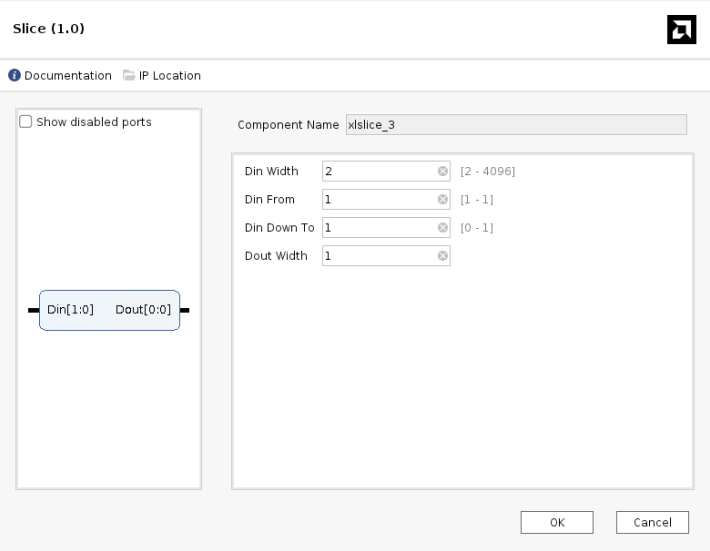 Slice (1.0)
Documentation IP Location
Show disabled ports
Din[1:0] Dout[0:0]
Component Name xlslice_3
Din Width 2 [2 - 4096]
Din From 1 [1 - 1]
Din Down To 1 [0 - 1]
Dout Width 1
OK Cancel